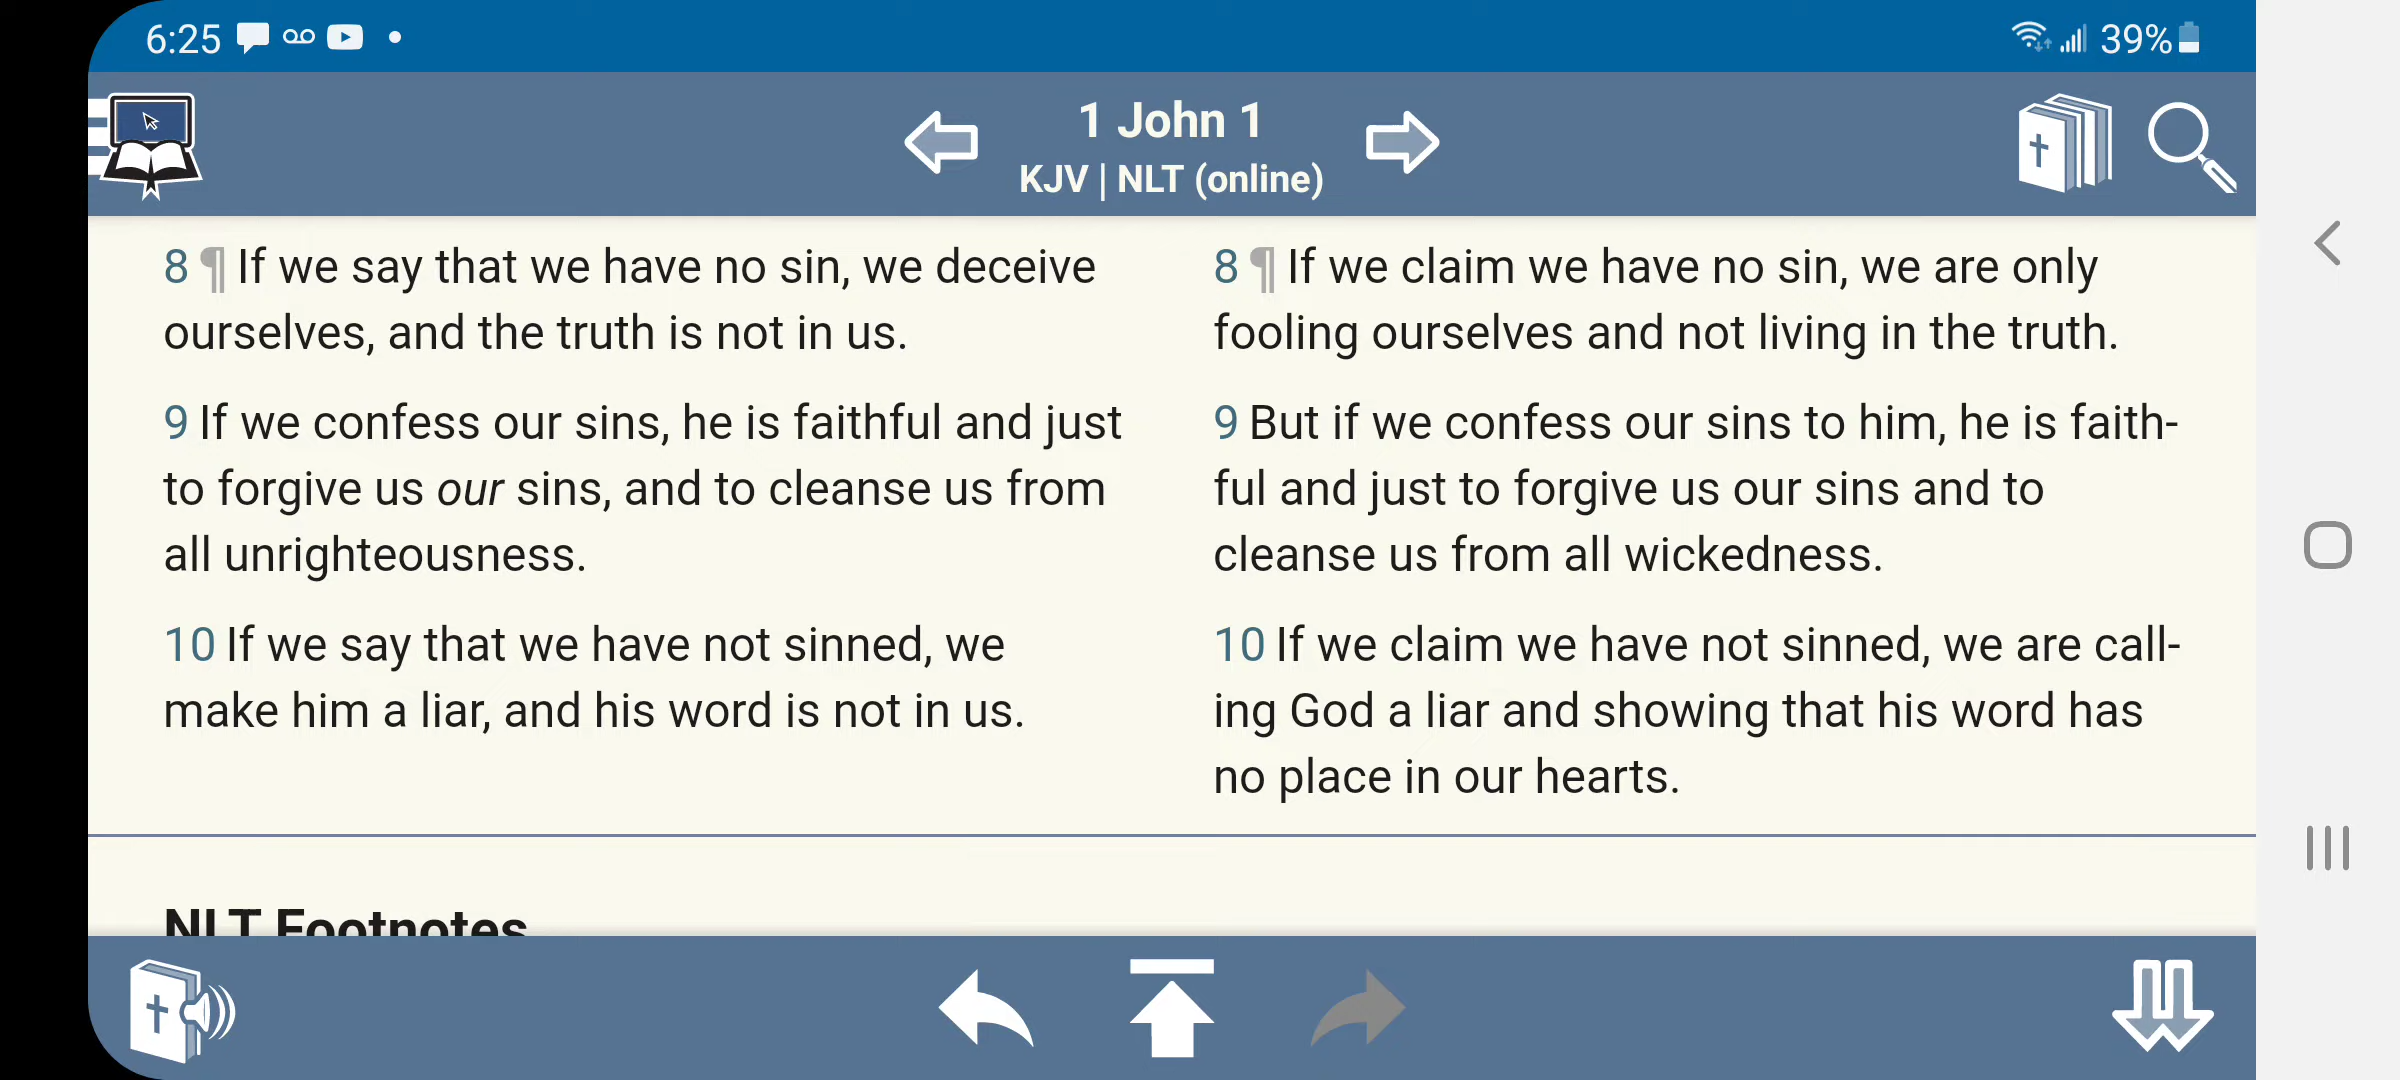 6:25
39%
1 John 1
KJV | NLT (online)
8 ¶ If we say that we have no sin, we deceive
ourselves, and the truth is not in us.
9 If we confess our sins, he is faithful and just
to forgive us our sins, and to cleanse us from
all unrighteousness.
10 If we say that we have not sinned, we
make him a liar, and his word is not in us.
8 ¶ If we claim we have no sin, we are only
fooling ourselves and not living in the truth.
9 But if we confess our sins to him, he is faith-
ful and just to forgive us our sins and to
cleanse us from all wickedness.
10 If we claim we have not sinned, we are call-
ing God a liar and showing that his word has
no place in our hearts.
NLT Footnotes